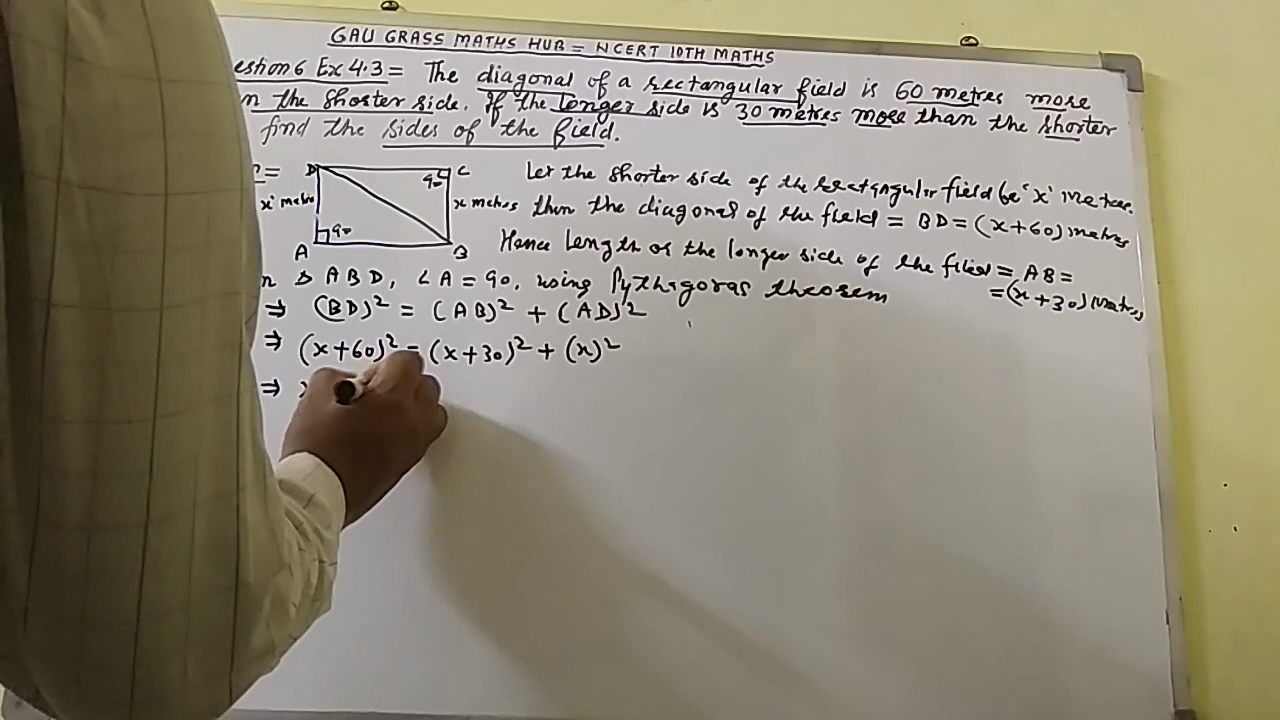 GAU GRASS MATHS HUB = NCERT 10TH MATHS
estion 6 Ex 4.3 = The diagonal of a rectangular field is 60 metres more
n the shorter side. If the longer side is 30 metres more than the shorter
find the sides of the field.
D C
90
x metres
x metres
90
A B
Let the shorter side of the rectangular field be 'x' metres.
then the diagonal of the field = BD = (x+60) metres
Hence length of the longer side of the filed = AB =
= (x+30) metres
n Δ ABD, ∠A = 90, using Pythagoras theorem
⇒ (BD)² = (AB)² + (AD)²
⇒ (x+60)² = (x+30)² + (x)²
⇒